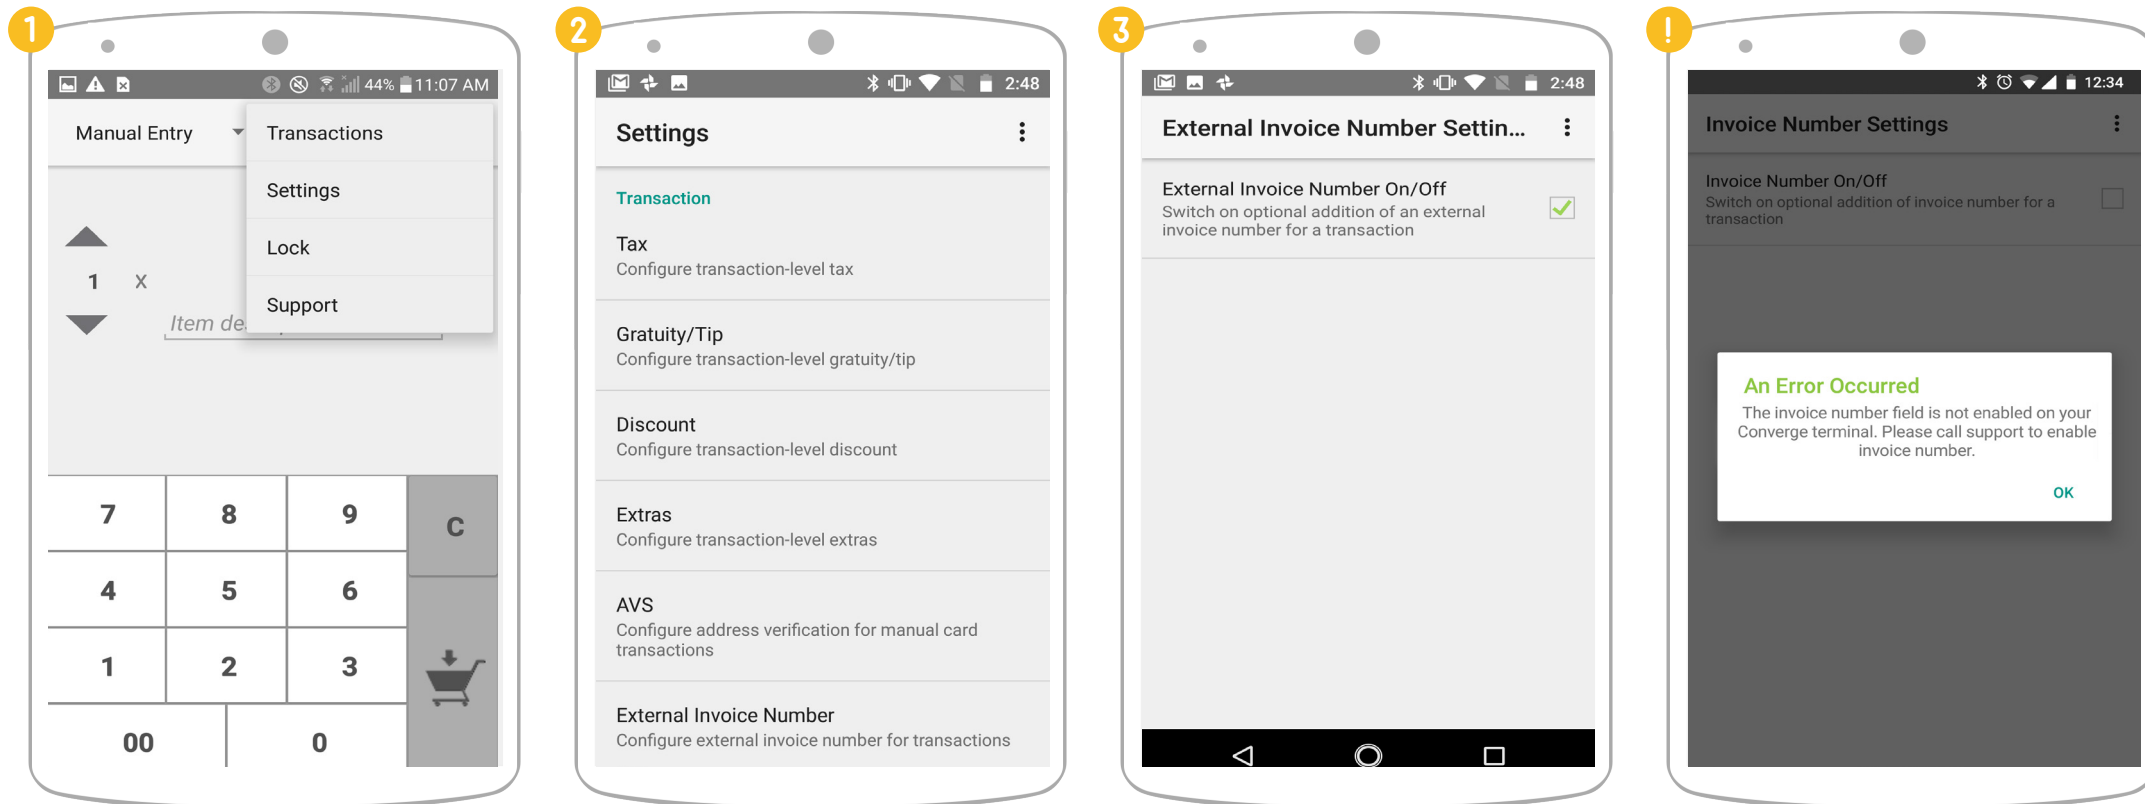 1
44% 11:07 AM
Manual Entry
Transactions
Settings
Lock
Support
1 x
Item de
7 8 9 C
4 5 6
1 2 3
00 0
2
2:48
Settings
Transaction
Tax
Configure transaction-level tax
Gratuity/Tip
Configure transaction-level gratuity/tip
Discount
Configure transaction-level discount
Extras
Configure transaction-level extras
AVS
Configure address verification for manual card
transactions
External Invoice Number
Configure external invoice number for transactions
3
2:48
External Invoice Number Settin...
External Invoice Number On/Off
Switch on optional addition of an external
invoice number for a transaction
!
12:34
Invoice Number Settings
Invoice Number On/Off
Switch on optional addition of invoice number for a
transaction
An Error Occurred
The invoice number field is not enabled on your
Converge terminal. Please call support to enable
invoice number.
OK